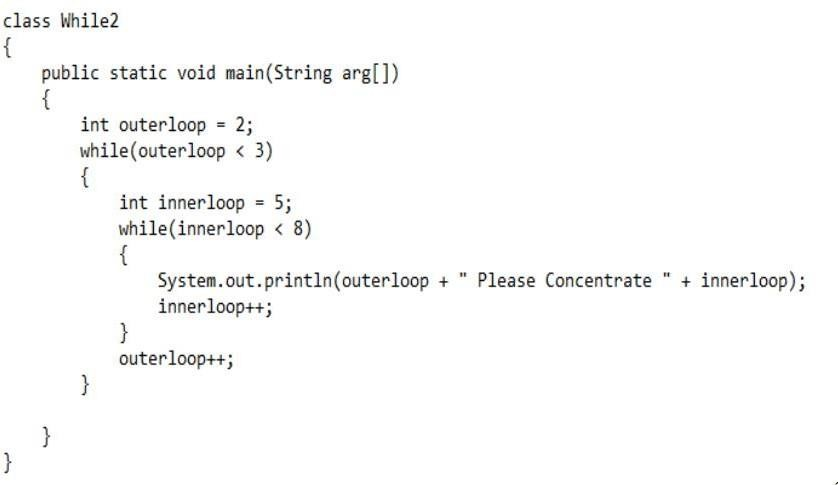 class While2
{
    public static void main(String arg[])
    {
        int outerloop = 2;
        while(outerloop < 3)
        {
            int innerloop = 5;
            while(innerloop < 8)
            {
                System.out.println(outerloop + " Please Concentrate " + innerloop);
                innerloop++;
            }
            outerloop++;
        }

    }
}